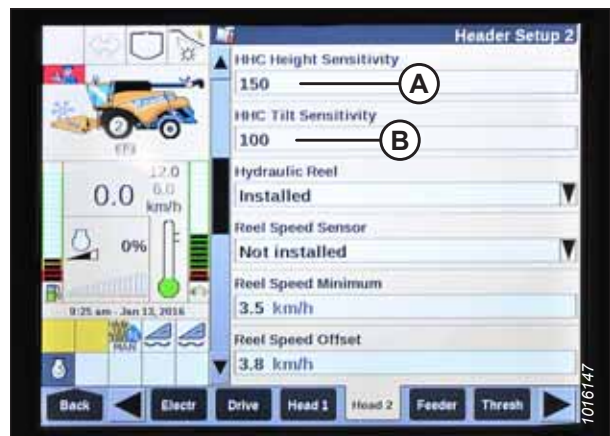 Header Setup 2
HHC Height Sensitivity
150
A
HHC Tilt Sensitivity
100
B
Hydraulic Reel
Installed
Reel Speed Sensor
Not installed
Reel Speed Minimum
3.5 km/h
Reel Speed Offset
3.8 km/h
2
12.0
0.0 6.0
km/h
0%
9:25 am - Jan 13, 2016
MAN
Back Electr Drive Head 1 Head 2 Feeder Thresh
1016147